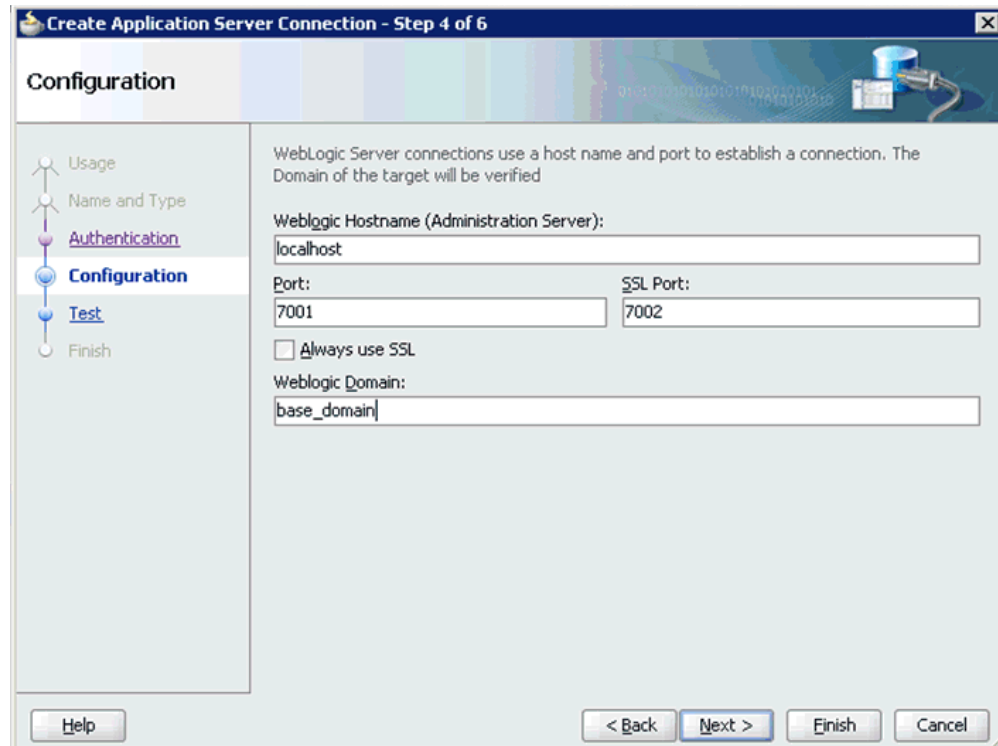 Create Application Server Connection - Step 4 of 6
Configuration
Usage
Name and Type
Authentication
Configuration
Test
Finish
WebLogic Server connections use a host name and port to establish a connection. The
Domain of the target will be verified
Weblogic Hostname (Administration Server):
localhost
Port:
SSL Port:
7001
7002
Always use SSL
Weblogic Domain:
base_domain
Help
< Back
Next >
Finish
Cancel